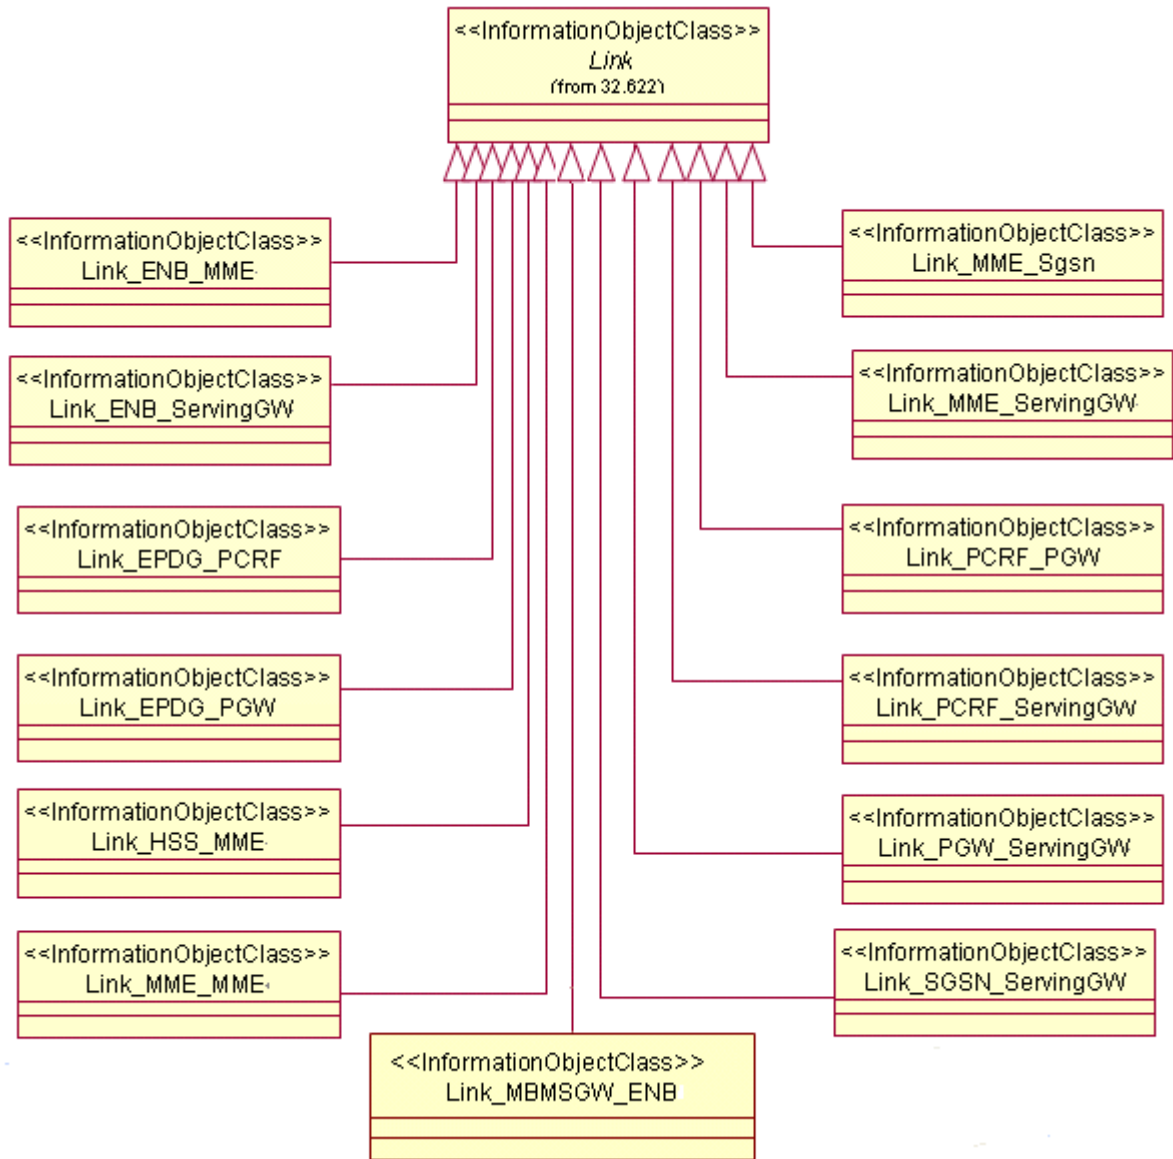 <<InformationObjectClass>>
Link
(from 32.622)
<<InformationObjectClass>>
Link_ENB_MME
<<InformationObjectClass>>
Link_ENB_ServingGW
<<InformationObjectClass>>
Link_EPDG_PCRF
<<InformationObjectClass>>
Link_EPDG_PGW
<<InformationObjectClass>>
Link_HSS_MME
<<InformationObjectClass>>
Link_MME_MME
<<InformationObjectClass>>
Link_MBMSGW_ENB
<<InformationObjectClass>>
Link_MME_Sgsn
<<InformationObjectClass>>
Link_MME_ServingGW
<<InformationObjectClass>>
Link_PCRF_PGW
<<InformationObjectClass>>
Link_PCRF_ServingGW
<<InformationObjectClass>>
Link_PGW_ServingGW
<<InformationObjectClass>>
Link_SGSN_ServingGW